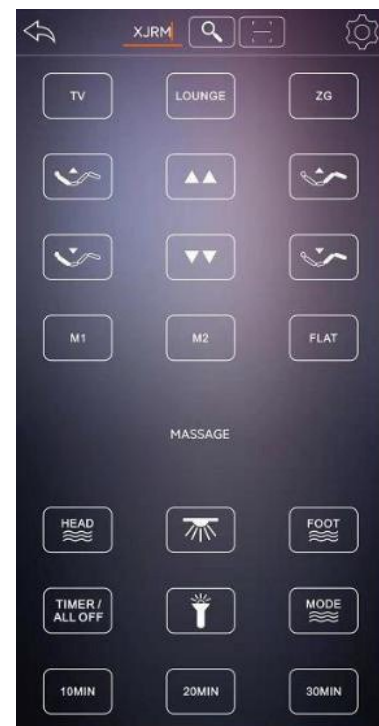 XJRM
TV LOUNGE ZG
M1 M2 FLAT
MASSAGE
HEAD FOOT
TIMER / ALL OFF MODE
10MIN 20MIN 30MIN